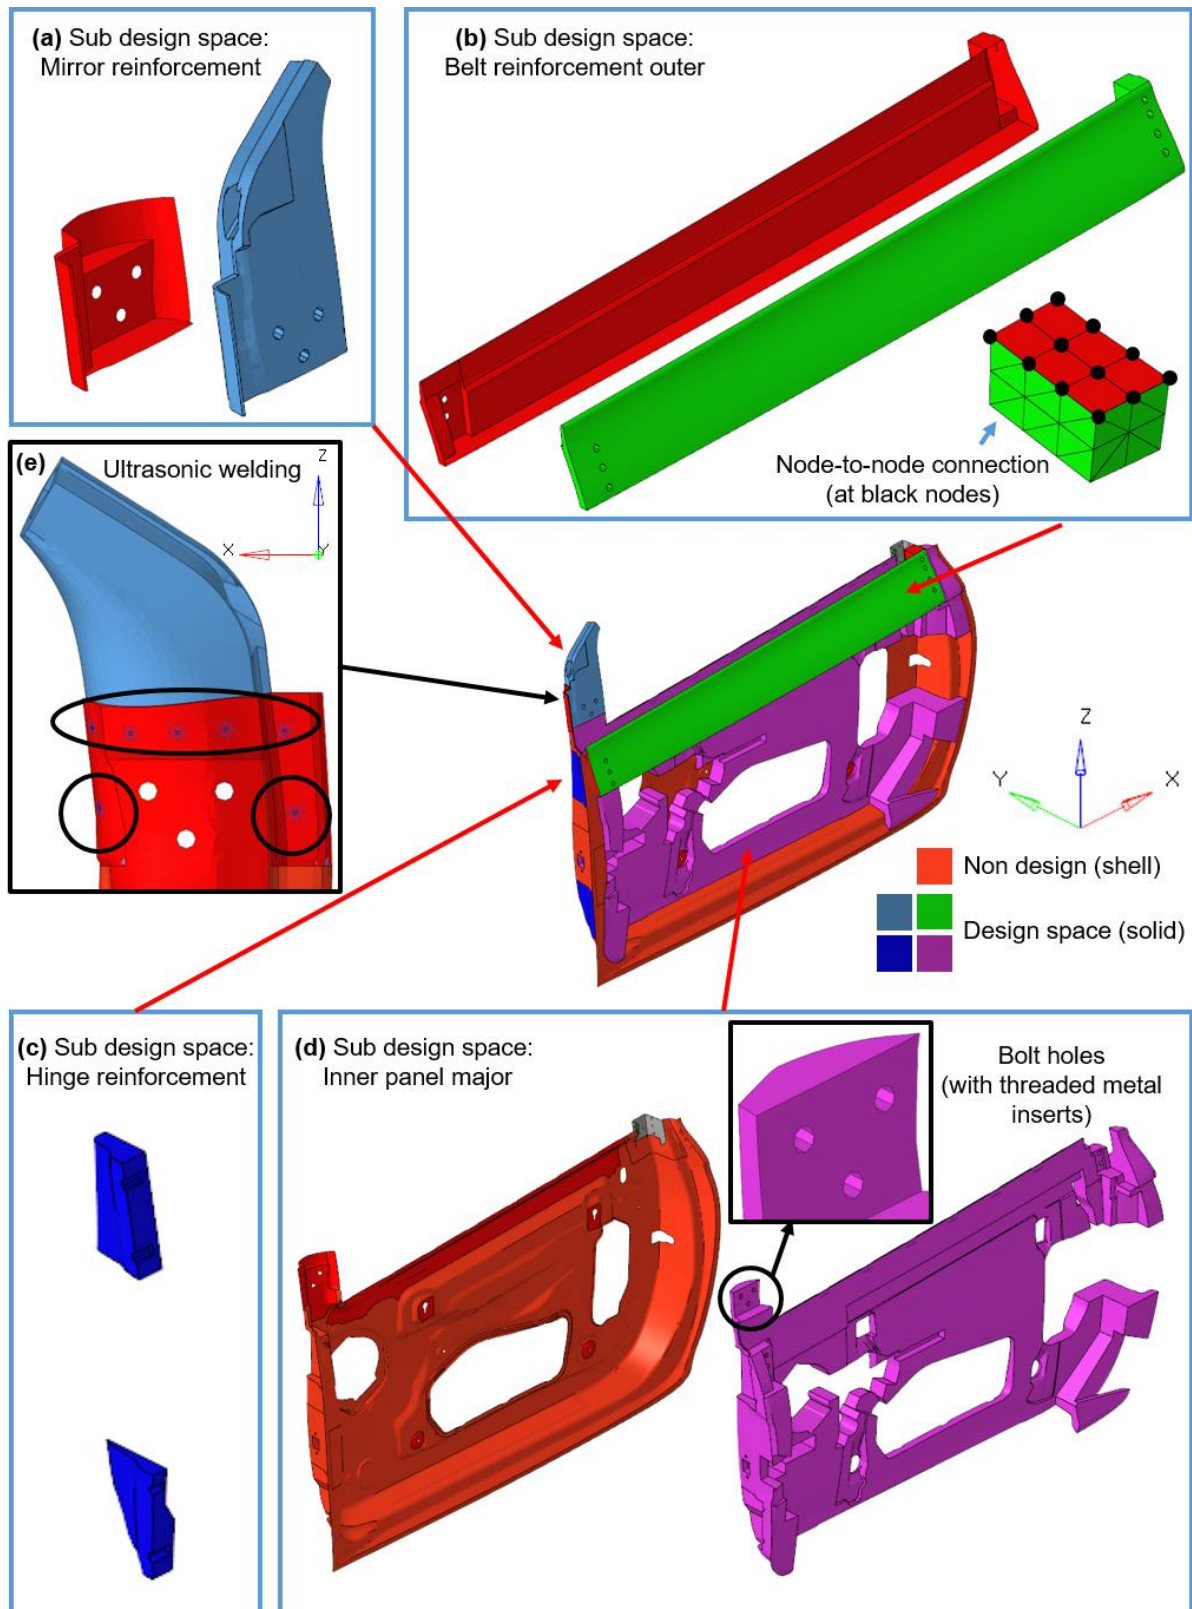 (a) Sub design space:
Mirror reinforcement
(b) Sub design space:
Belt reinforcement outer
Node-to-node connection
(at black nodes)
(e)
Ultrasonic welding
Z
X
Y
Z
Y
X
Non design (shell)
Design space (solid)
(c) Sub design space:
Hinge reinforcement
(d) Sub design space:
Inner panel major
Bolt holes
(with threaded metal
inserts)